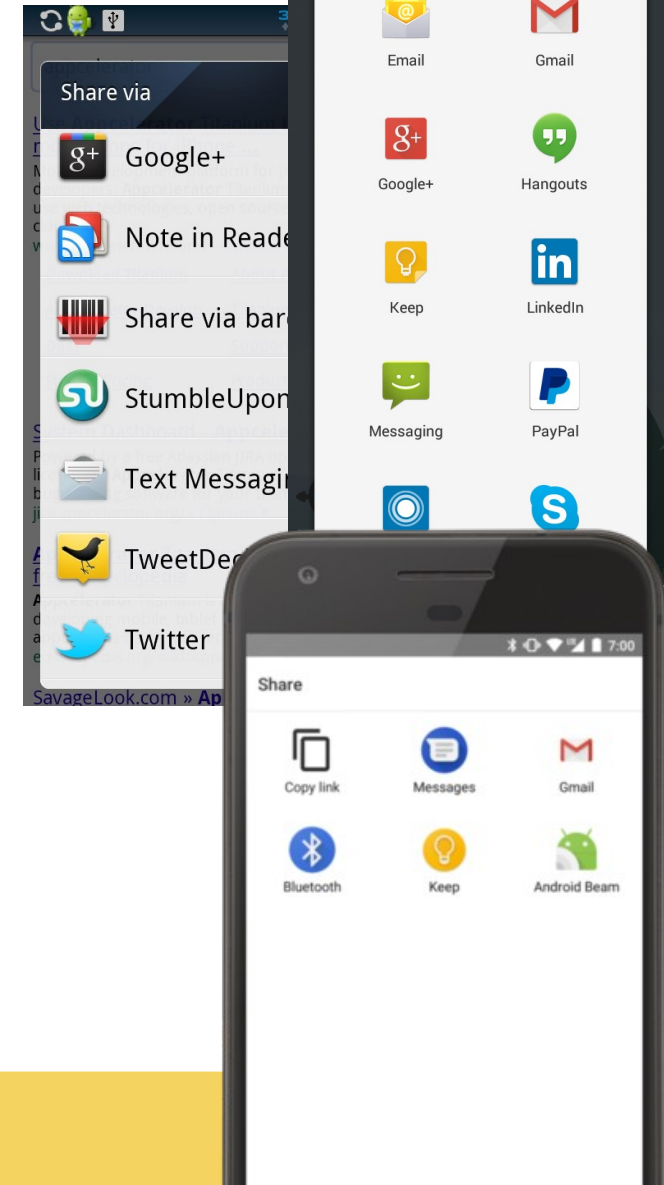 Share via
Google+
Note in Reade
Share via bar
StumbleUpon
Text Messagin
TweetDec
Twitter
SavageLook.com » Ap
Email
Gmail
Google+
Hangouts
Keep
LinkedIn
Messaging
PayPal
7:00
Share
Copy link
Messages
Gmail
Bluetooth
Keep
Android Beam